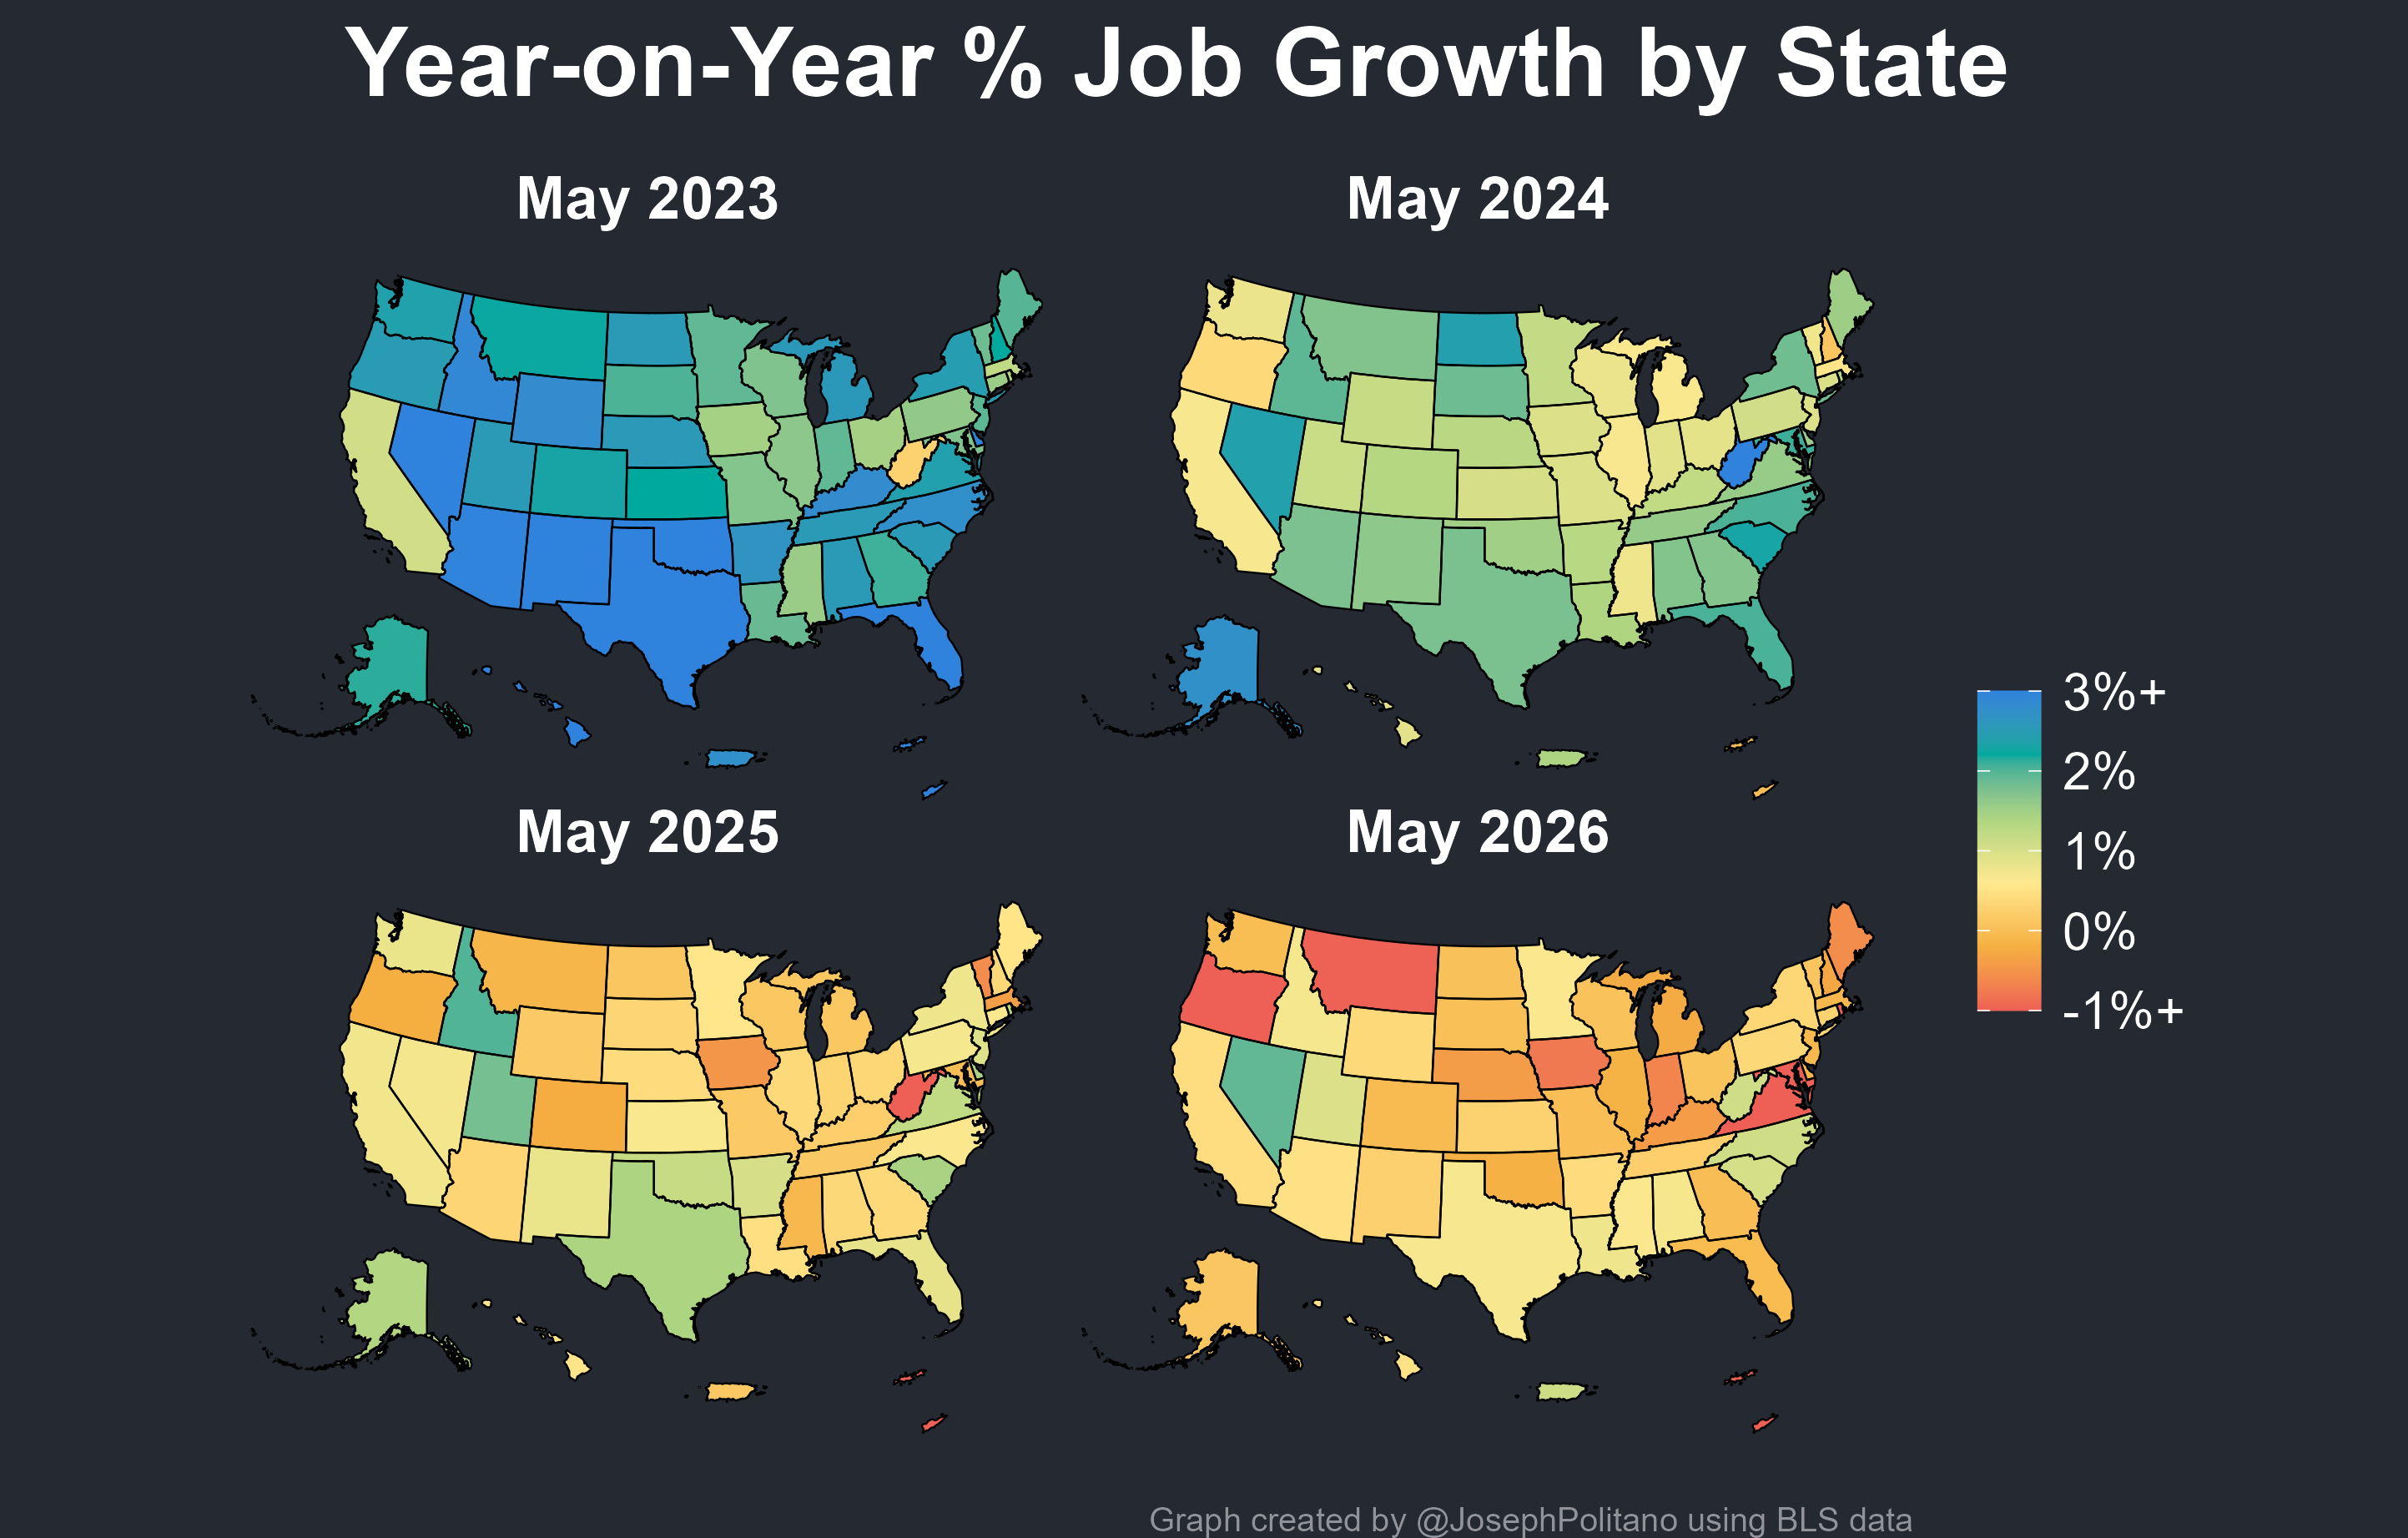 Year-on-Year % Job Growth by State
May 2023
May 2024
3%+
2%
1%
0%
-1%+
May 2025
May 2026
Graph created by @JosephPolitano using BLS data